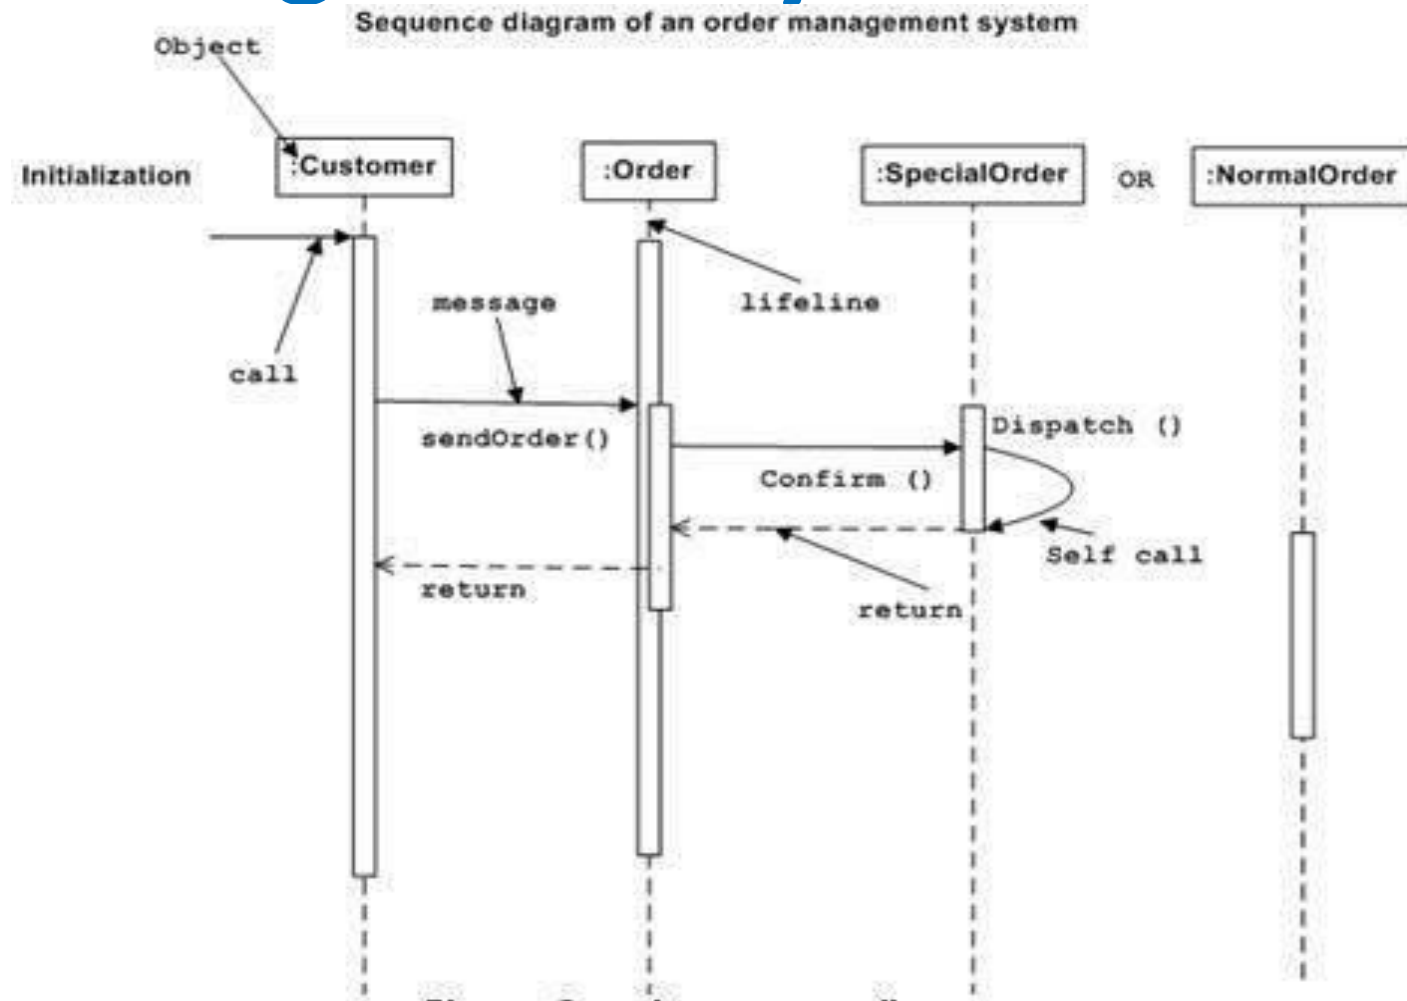 Sequence diagram of an order management system
Object
:Customer
:Order
:SpecialOrder
OR
:NormalOrder
Initialization
message
lifeline
call
sendOrder()
Dispatch ()
Confirm ()
Self call
return
return